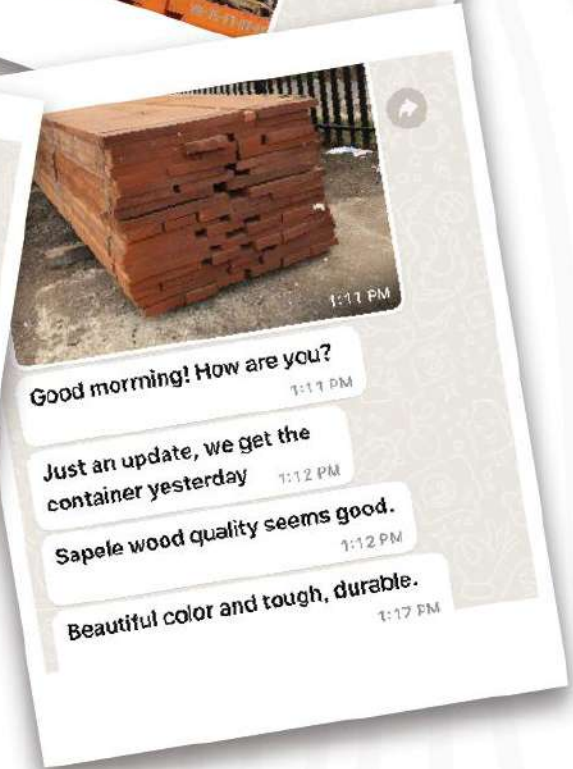 1:11 PM
Good morrning! How are you?
1:11 PM
Just an update, we get the
container yesterday 1:12 PM
Sapele wood quality seems good.
1:12 PM
Beautiful color and tough, durable.
1:17 PM